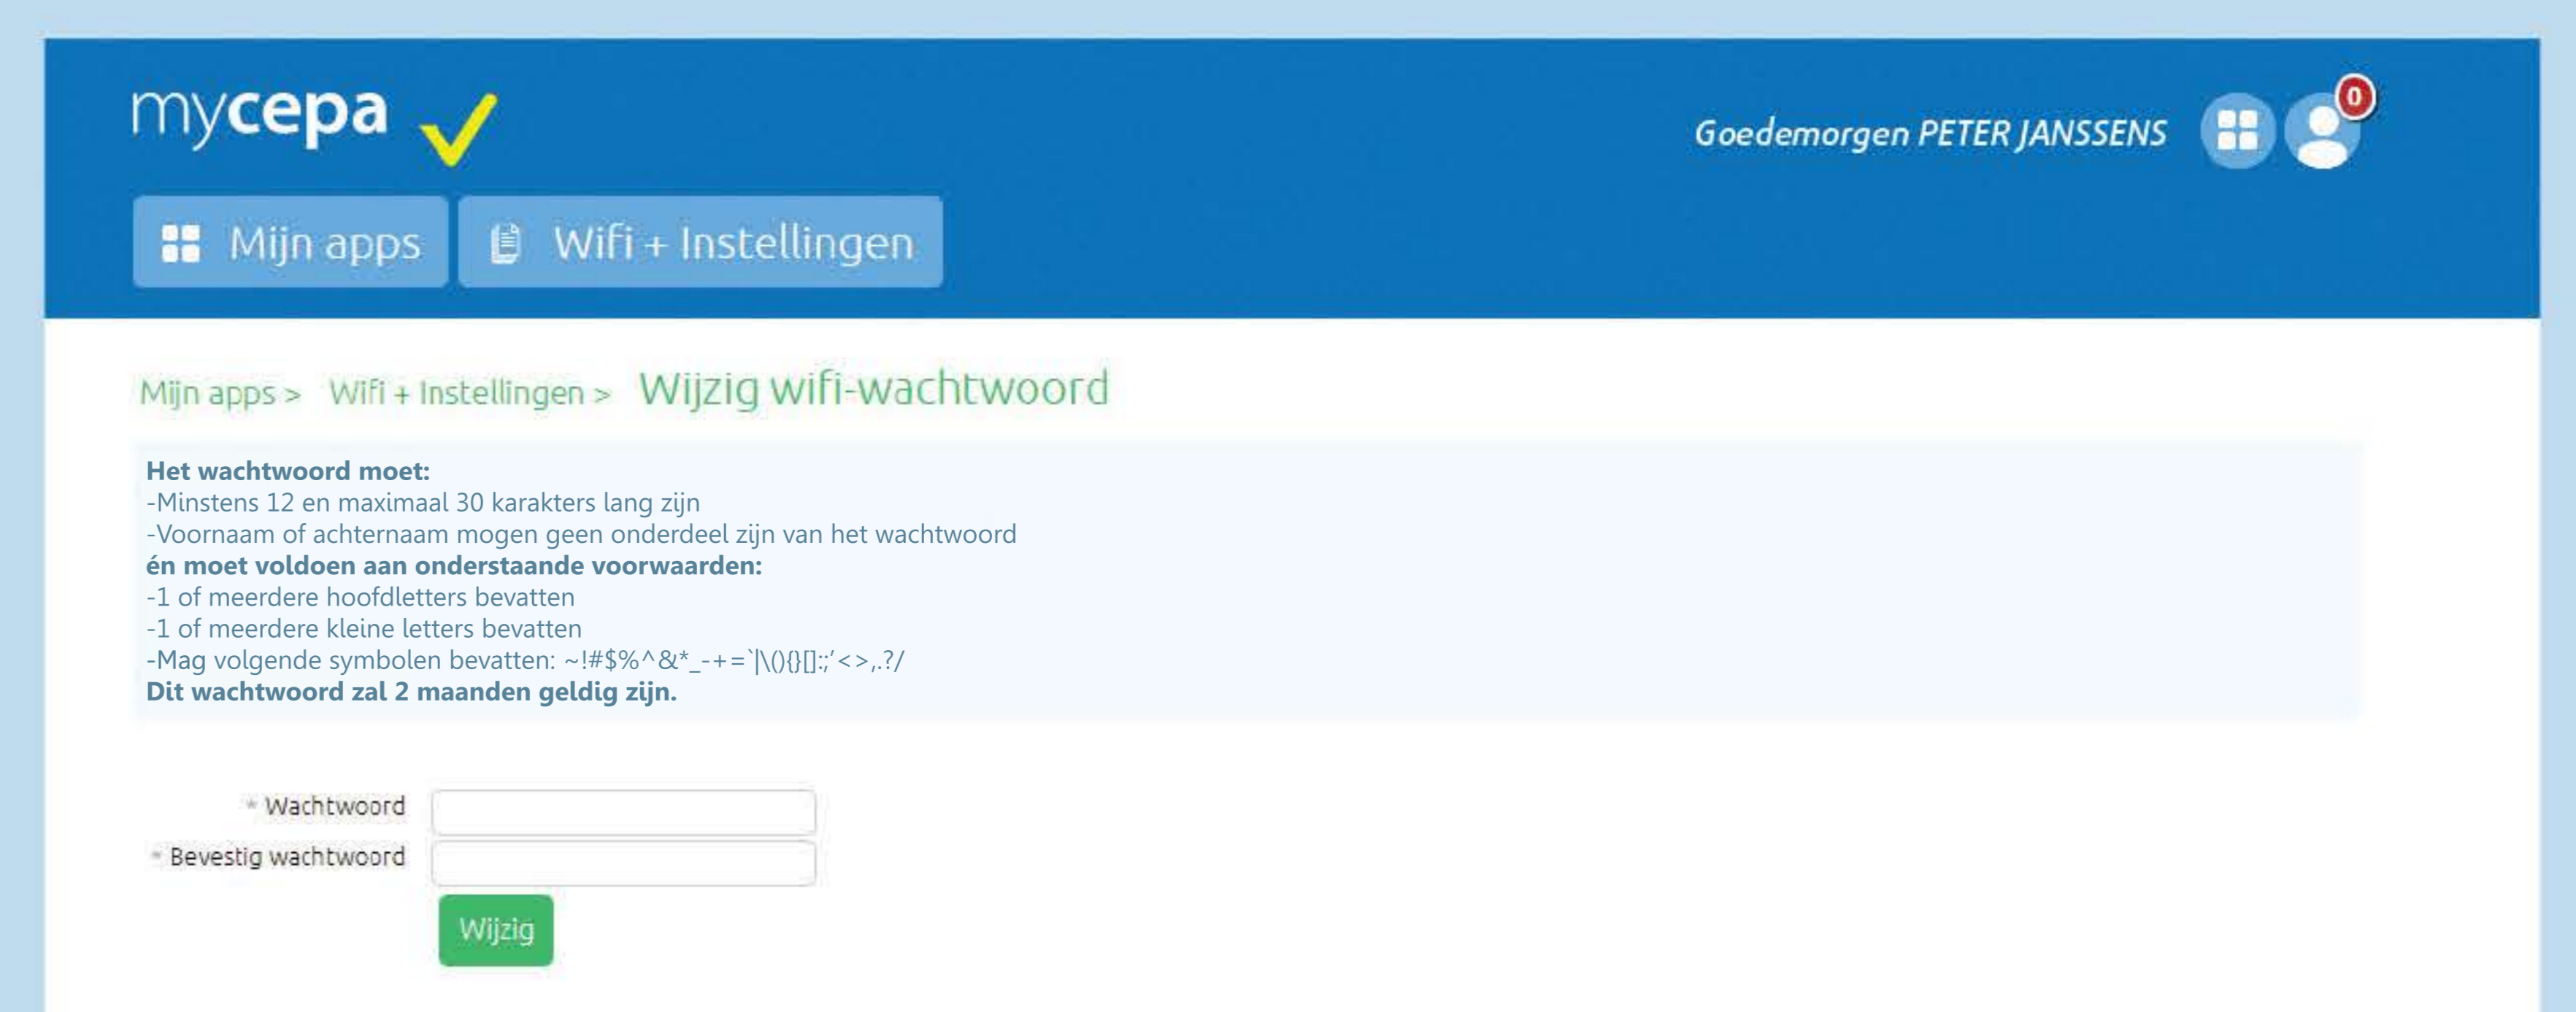 mycepa
Goedemorgen PETER JANSSENS
0
Mijn apps
Wifi + Instellingen
Mijn apps > Wifi + Instellingen > Wijzig wifi-wachtwoord
Het wachtwoord moet:
-Minstens 12 en maximaal 30 karakters lang zijn
-Voornaam of achternaam mogen geen onderdeel zijn van het wachtwoord
én moet voldoen aan onderstaande voorwaarden:
-1 of meerdere hoofdletters bevatten
-1 of meerdere kleine letters bevatten
-Mag volgende symbolen bevatten: ~!#$%^&*_-+=`|\(){}[]:;'<>,.?/
Dit wachtwoord zal 2 maanden geldig zijn.
* Wachtwoord
* Bevestig wachtwoord
Wijzig